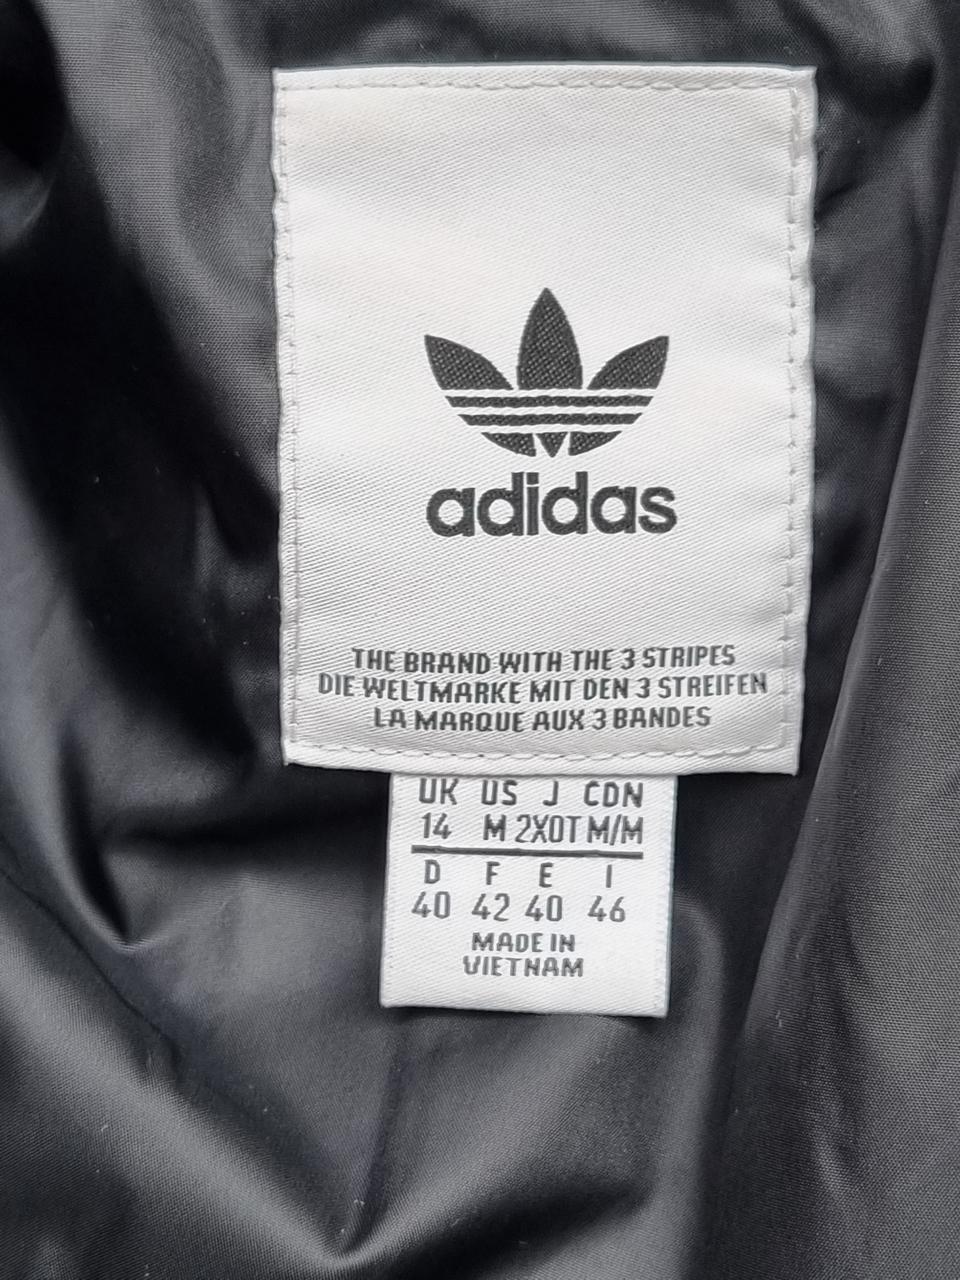 adidas
THE BRAND WITH THE 3 STRIPES
DIE WELTMARKE MIT DEN 3 STREIFEN
LA MARQUE AUX 3 BANDES
UK US J CDN
14 M 2XOT M/M
D F E I
40 42 40 46
MADE IN
VIETNAM